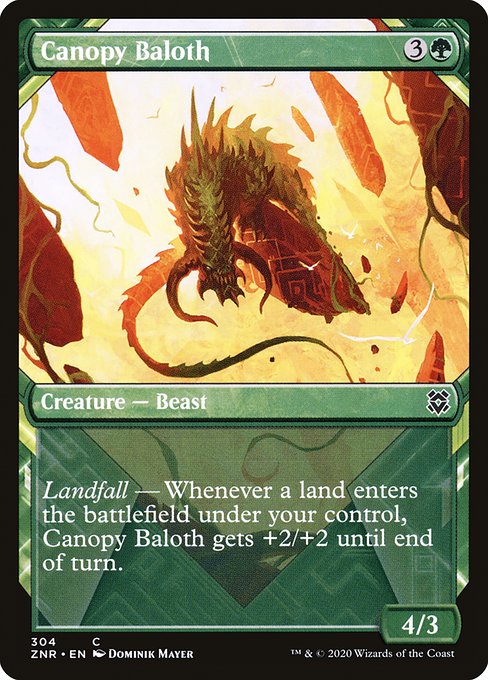 Canopy Baloth 3
Creature — Beast
Landfall — Whenever a land enters
the battlefield under your control,
Canopy Baloth gets +2/+2 until end
of turn.
4/3
304 C
ZNR • EN Dominik Mayer
™ & © 2020 Wizards of the Coast